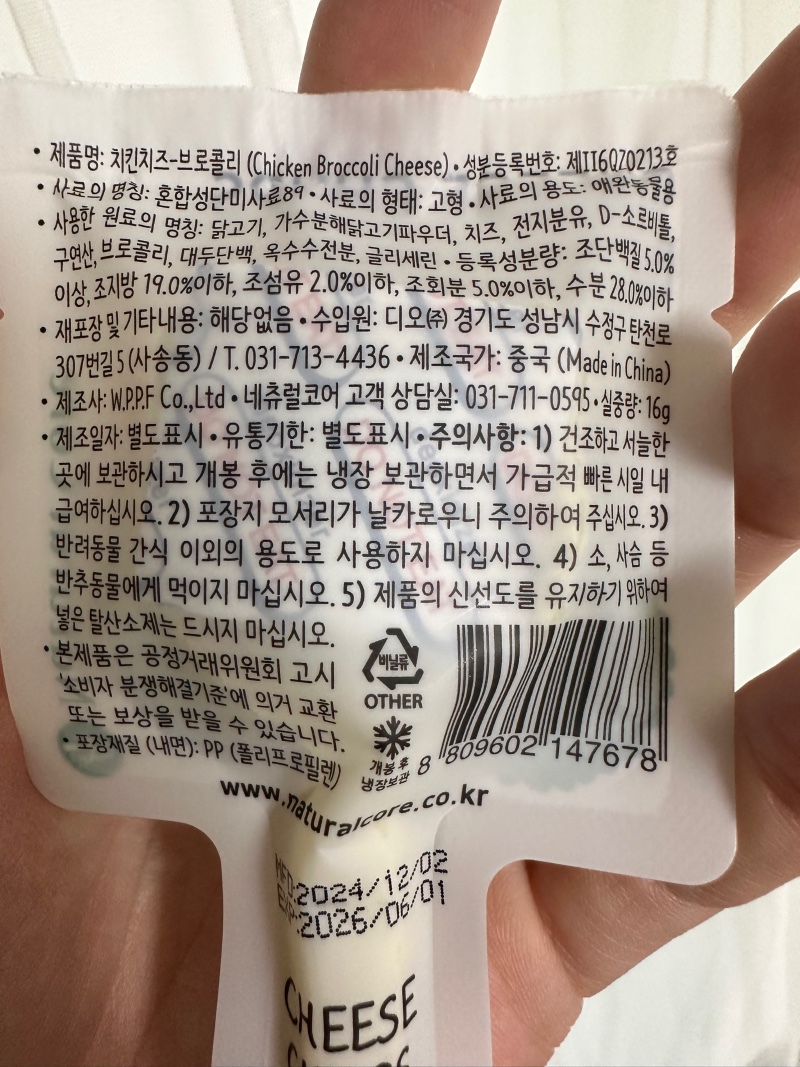 • 제품명: 치킨치즈-브로콜리 (Chicken Broccoli Cheese) • 성분등록번호: 제II6QZ0213호
• 사료의 명칭: 혼합성단미사료89 • 사료의 형태: 고형 • 사료의 용도: 애완동물용
• 사용한 원료의 명칭: 닭고기, 가수분해닭고기파우더, 치즈, 전지분유, D-소르비톨,
구연산, 브로콜리, 대두단백, 옥수수전분, 글리세린 • 등록성분량: 조단백질 5.0%
이상, 조지방 19.0%이하, 조섬유 2.0%이하, 조회분 5.0%이하, 수분 28.0%이하
• 재포장 및 기타내용: 해당없음 • 수입원: 디오㈜ 경기도 성남시 수정구 탄천로
307번길 5 (사송동) / T. 031-713-4436 • 제조국가: 중국 (Made in China)
• 제조사: W.P.P.F Co.,Ltd • 네츄럴코어 고객 상담실: 031-711-0595 • 실중량: 16g
• 제조일자: 별도표시 • 유통기한: 별도표시 • 주의사항: 1) 건조하고 서늘한
곳에 보관하시고 개봉 후에는 냉장 보관하면서 가급적 빠른 시일 내
급여하십시오. 2) 포장지 모서리가 날카로우니 주의하여 주십시오. 3)
반려동물 간식 이외의 용도로 사용하지 마십시오. 4) 소, 사슴 등
반추동물에게 먹이지 마십시오. 5) 제품의 신선도를 유지하기 위하여
넣은 탈산소제는 드시지 마십시오.
• 본제품은 공정거래위원회 고시
'소비자 분쟁해결기준'에 의거 교환
또는 보상을 받을 수 있습니다.
• 포장재질 (내면): PP (폴리프로필렌)
비닐류
OTHER
개봉 후
냉장보관
8 809602 147678
www.naturalcore.co.kr
MFD:2024/12/02
EXP:2026/06/01
CHEESE